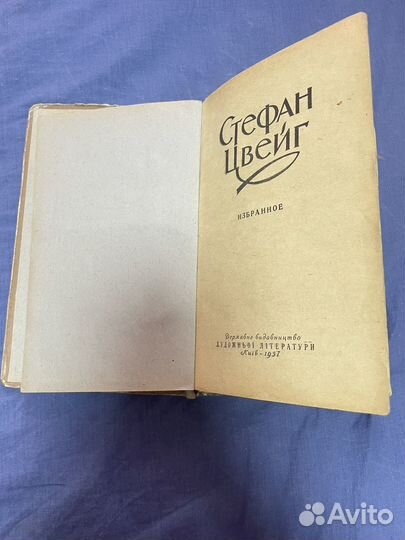 СТЕФАН
ЦВЕЙГ
ИЗБРАННОЕ
Державне видавництво
ХУДОЖНЬОЇ ЛІТЕРАТУРИ
Київ-1957
Avito